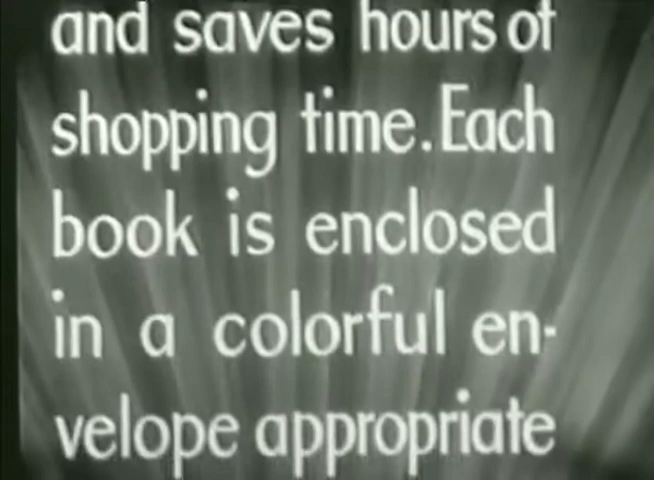 and saves hours of
shopping time. Each
book is enclosed
in a colorful en-
velope appropriate